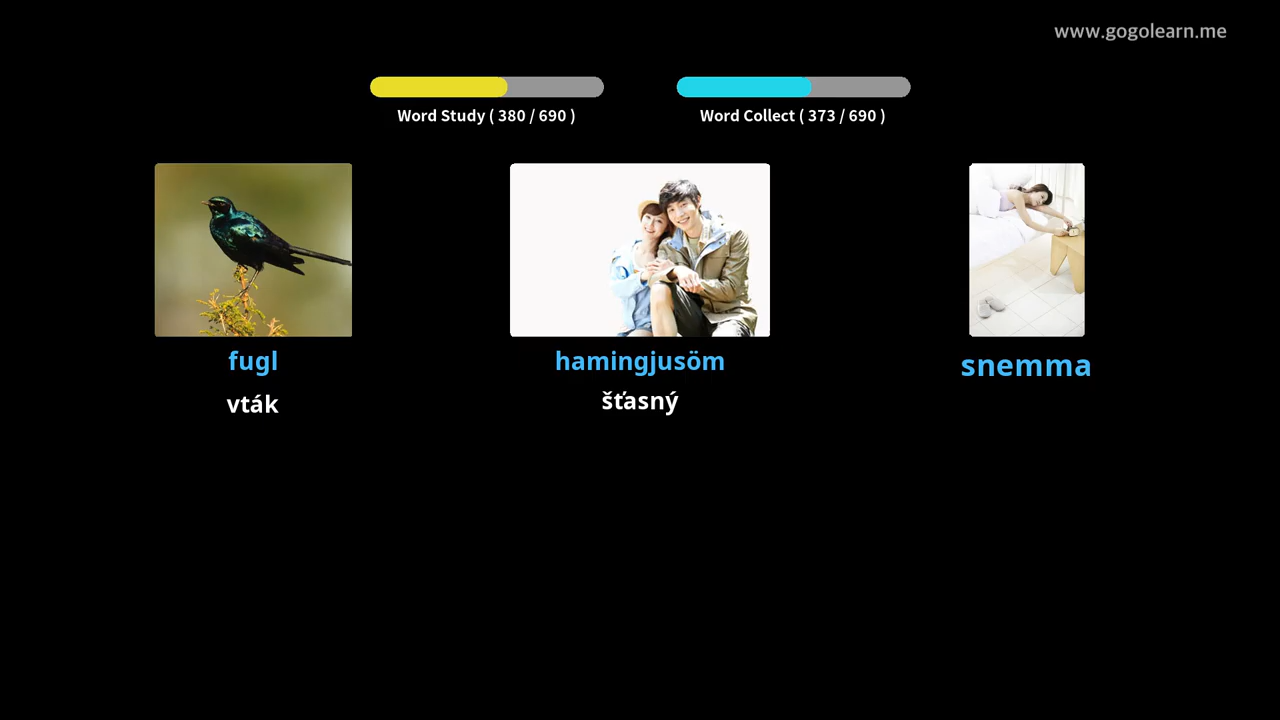 www.gogolearn.me
Word Study ( 380 / 690 )
Word Collect ( 373 / 690 )
fugl
hamingjusöm
snemma
vták
šťasný